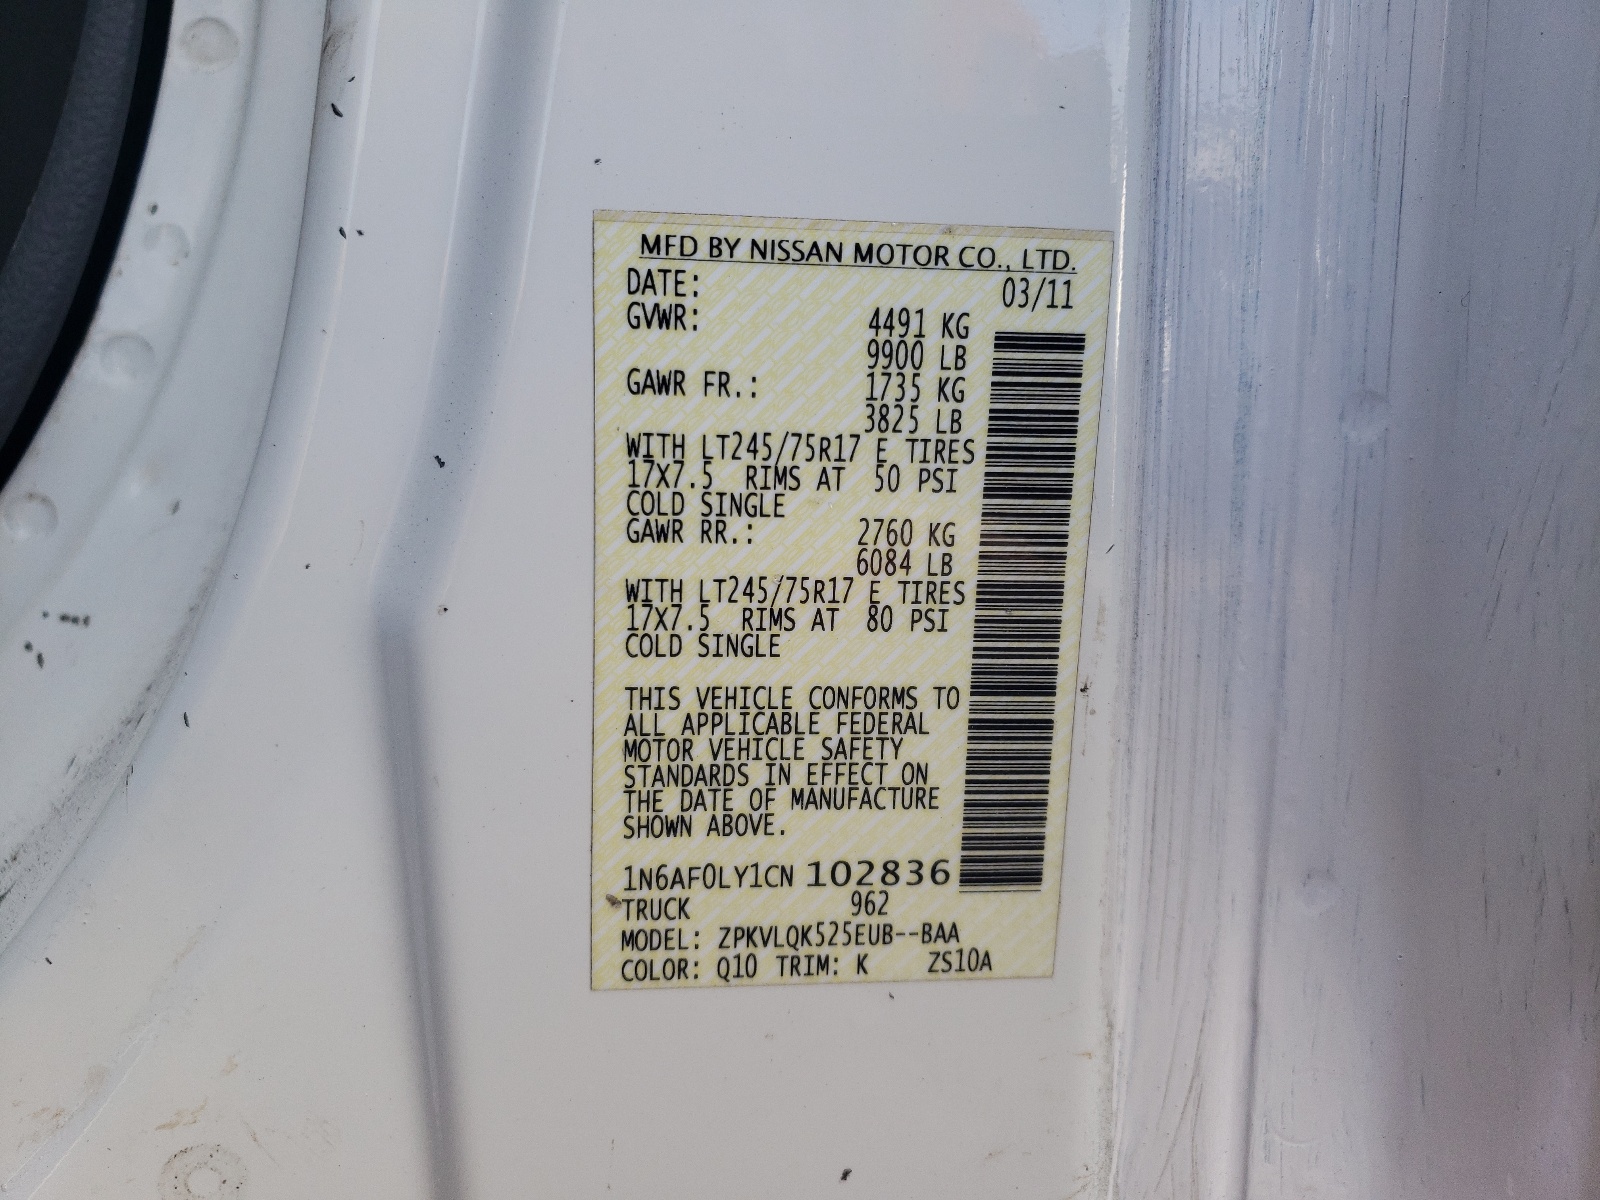 MFD BY NISSAN MOTOR CO., LTD.
DATE: 03/11
GVWR: 4491 KG
9900 LB
GAWR FR.: 1735 KG
3825 LB
WITH LT245/75R17 E TIRES
17X7.5 RIMS AT 50 PSI
COLD SINGLE
GAWR RR.: 2760 KG
6084 LB
WITH LT245/75R17 E TIRES
17X7.5 RIMS AT 80 PSI
COLD SINGLE
THIS VEHICLE CONFORMS TO
ALL APPLICABLE FEDERAL
MOTOR VEHICLE SAFETY
STANDARDS IN EFFECT ON
THE DATE OF MANUFACTURE
SHOWN ABOVE.
1N6AF0LY1CN 102836
TRUCK 962
MODEL: ZPKVLQK525EUB--BAA
COLOR: Q10 TRIM: K ZS10A